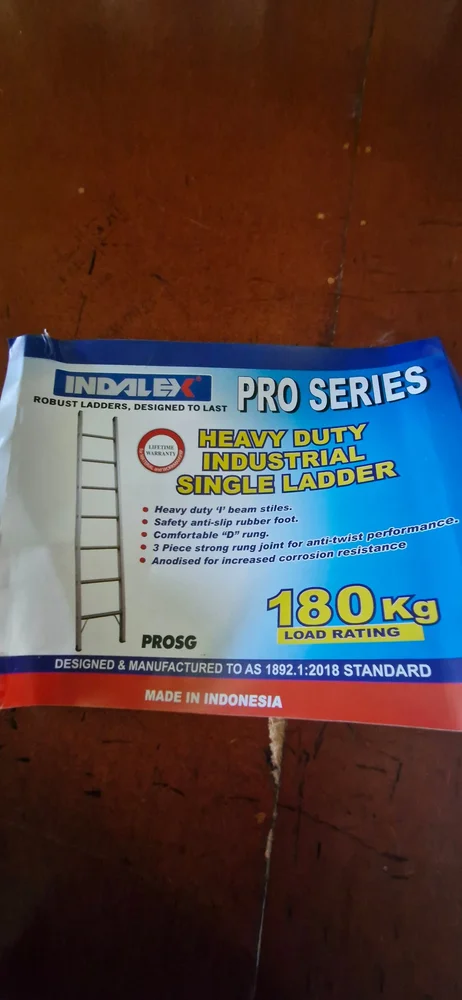 INDALEX
ROBUST LADDERS, DESIGNED TO LAST
PRO SERIES
LIFETIME
WARRANTY
HEAVY DUTY
INDUSTRIAL
SINGLE LADDER
• Heavy duty 'I' beam stiles.
• Safety anti-slip rubber foot.
• Comfortable "D" rung.
• 3 Piece strong rung joint for anti-twist performance.
• Anodised for increased corrosion resistance
180Kg
LOAD RATING
PROSG
DESIGNED & MANUFACTURED TO AS 1892.1:2018 STANDARD
MADE IN INDONESIA